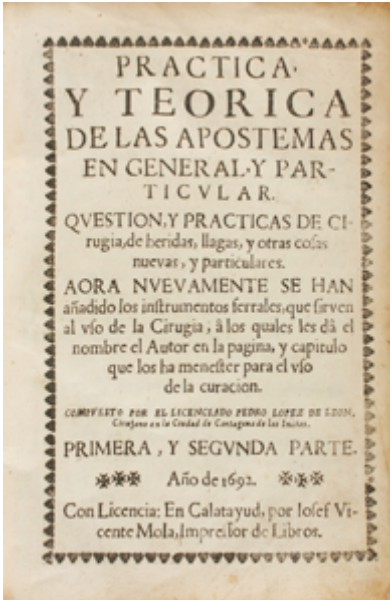 PRACTICA,
Y TEORICA
DE LAS APOSTEMAS
EN GENERAL, Y PAR-
TICVLAR.
QVESTION, Y PRACTICAS DE CI-
rugia, de heridas, llagas, y otras cosas
nuevas, y particulares.
AORA NVEVAMENTE SE HAN
añadido los instrumentos ferrales, que sirven
al vso de la Cirugia, â los quales les dâ el
nombre el Autor en la pagina, y capitulo
que los ha menester para el vso
de la curacion.
COMPVESTO POR EL LICENCIADO PEDRO LOPEZ DE LEON,
Cirujano en la Ciudad de Cartagena de las Indias.
PRIMERA, Y SEGVNDA PARTE.
Año de 1692.
Con Licencia: En Calatayud, por Iosef Vi-
cente Mola, Impressor de Libros.